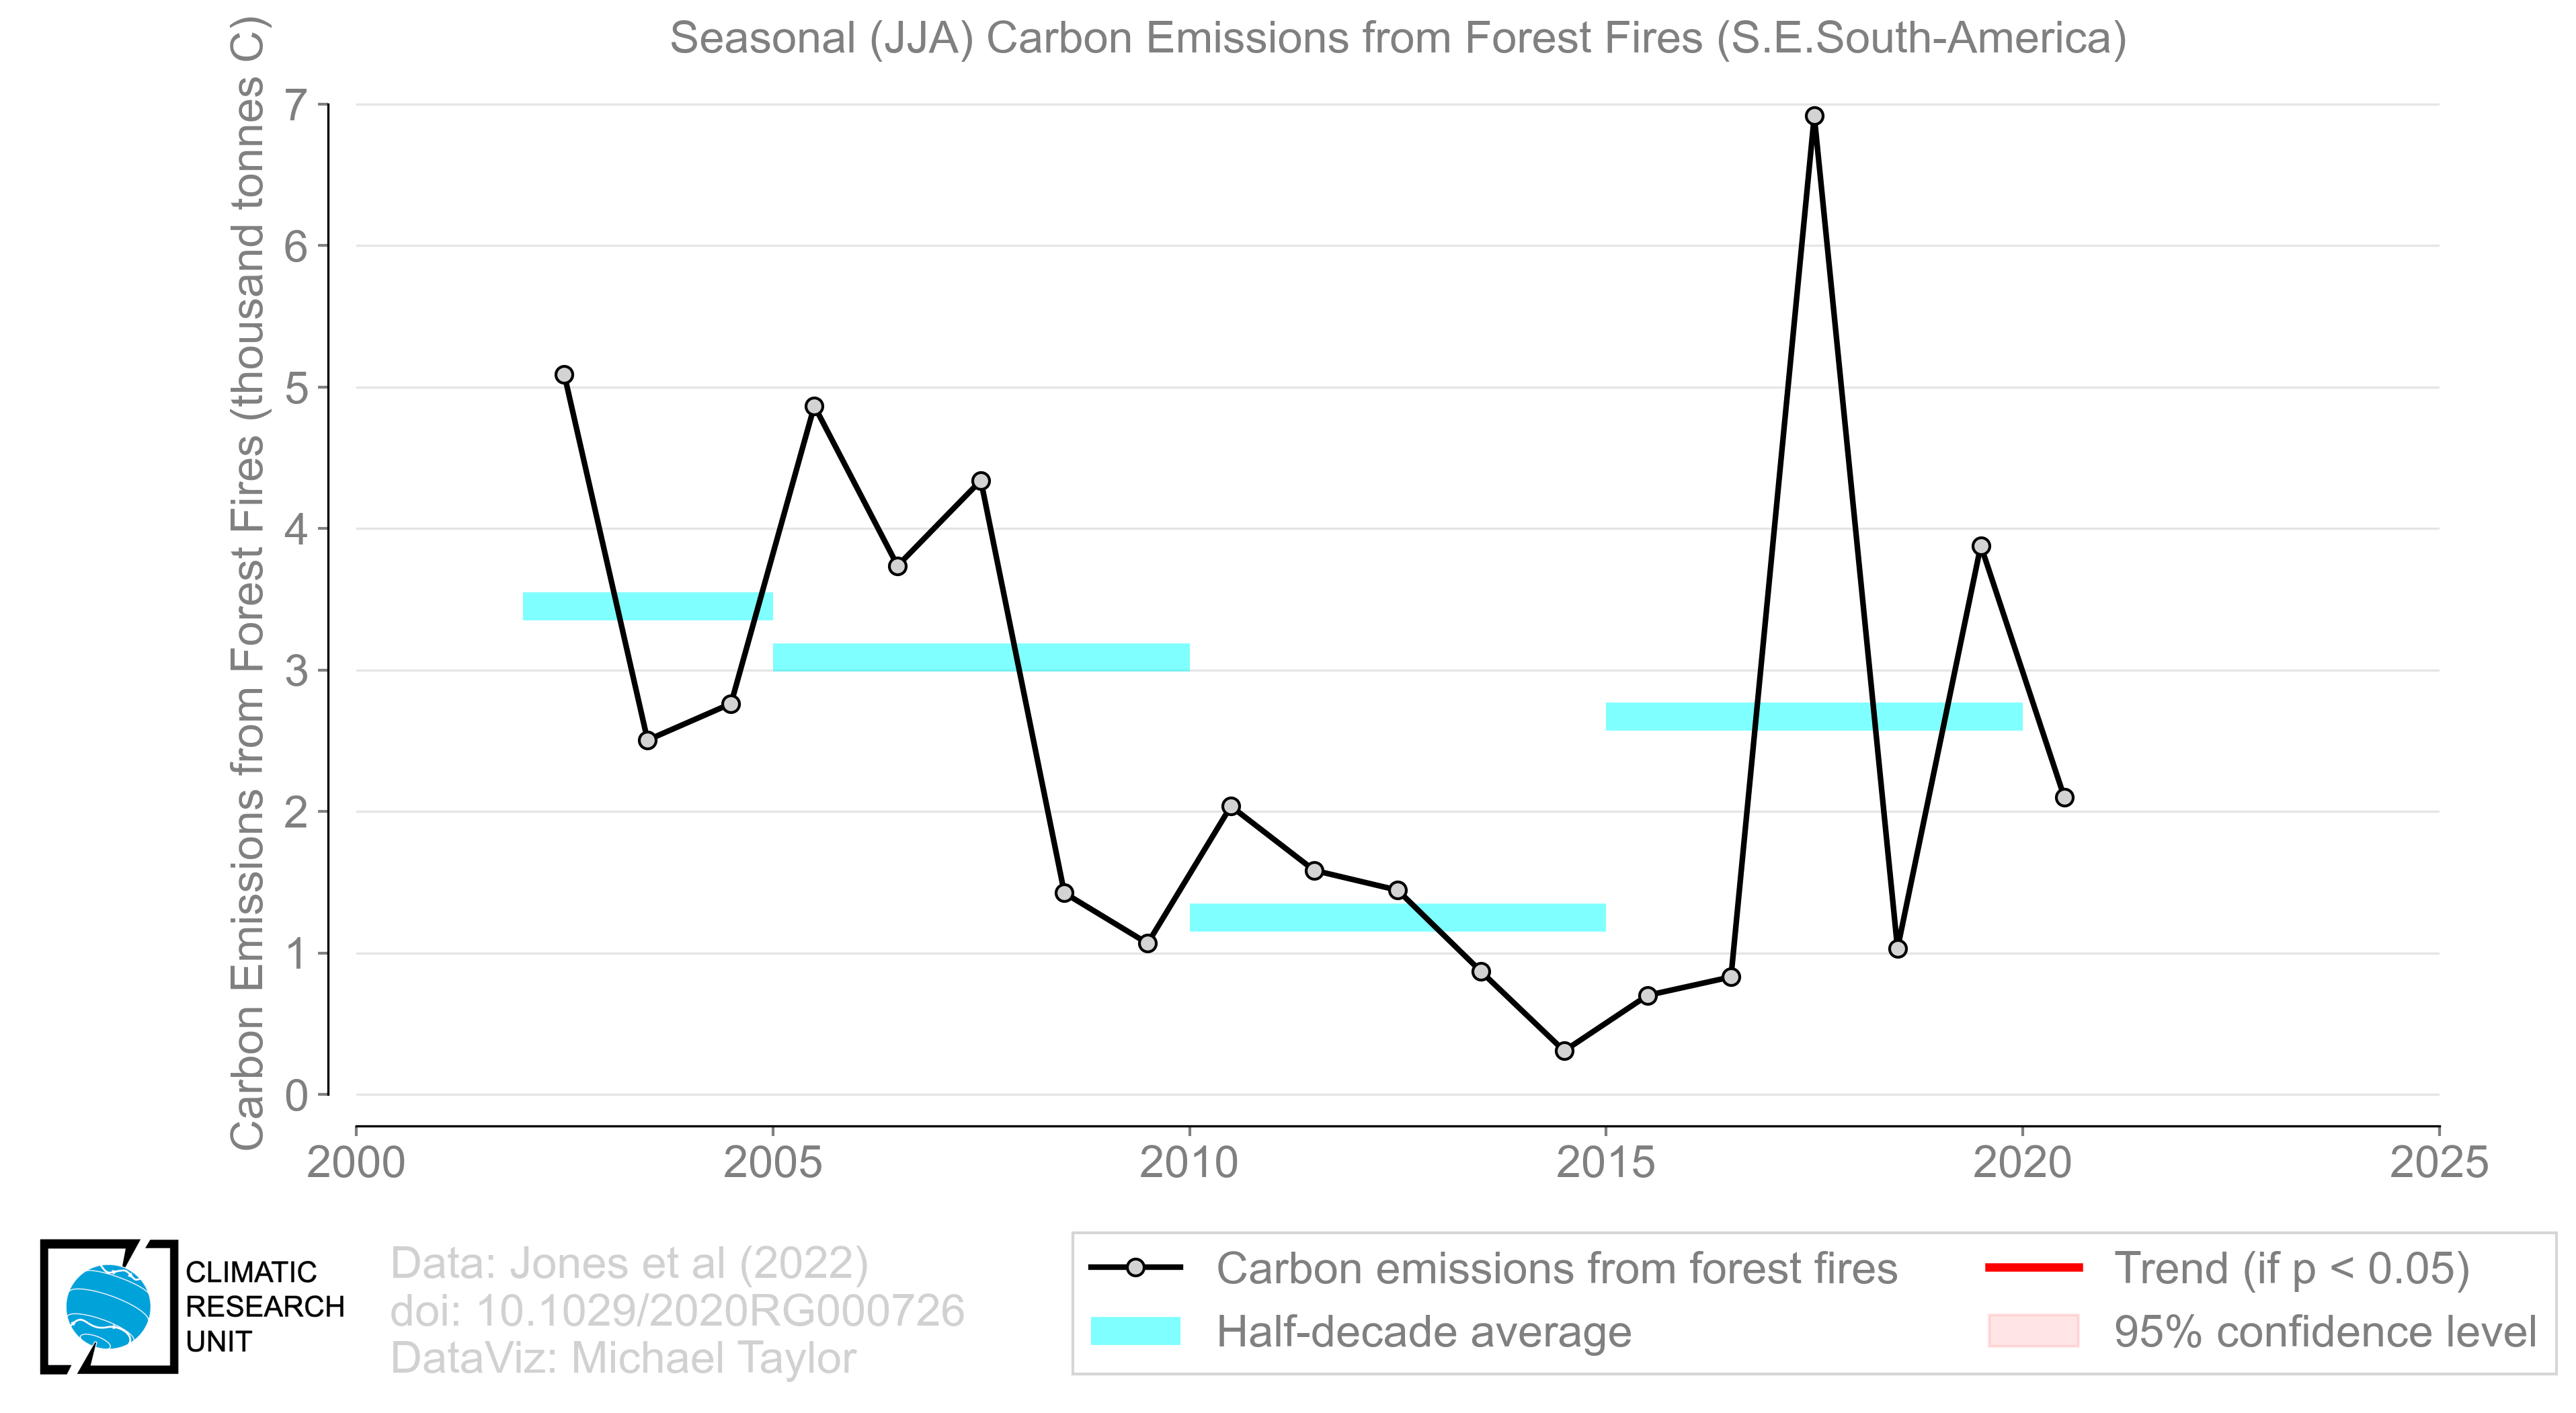 Seasonal (JJA) Carbon Emissions from Forest Fires (S.E.South-America)
Carbon Emissions from Forest Fires (thousand tonnes C)
7
6
5
4
3
2
1
0
2000 2005 2010 2015 2020 2025
CLIMATIC
RESEARCH
UNIT
Data: Jones et al (2022)
doi: 10.1029/2020RG000726
DataViz: Michael Taylor
Carbon emissions from forest fires
Half-decade average
Trend (if p < 0.05)
95% confidence level